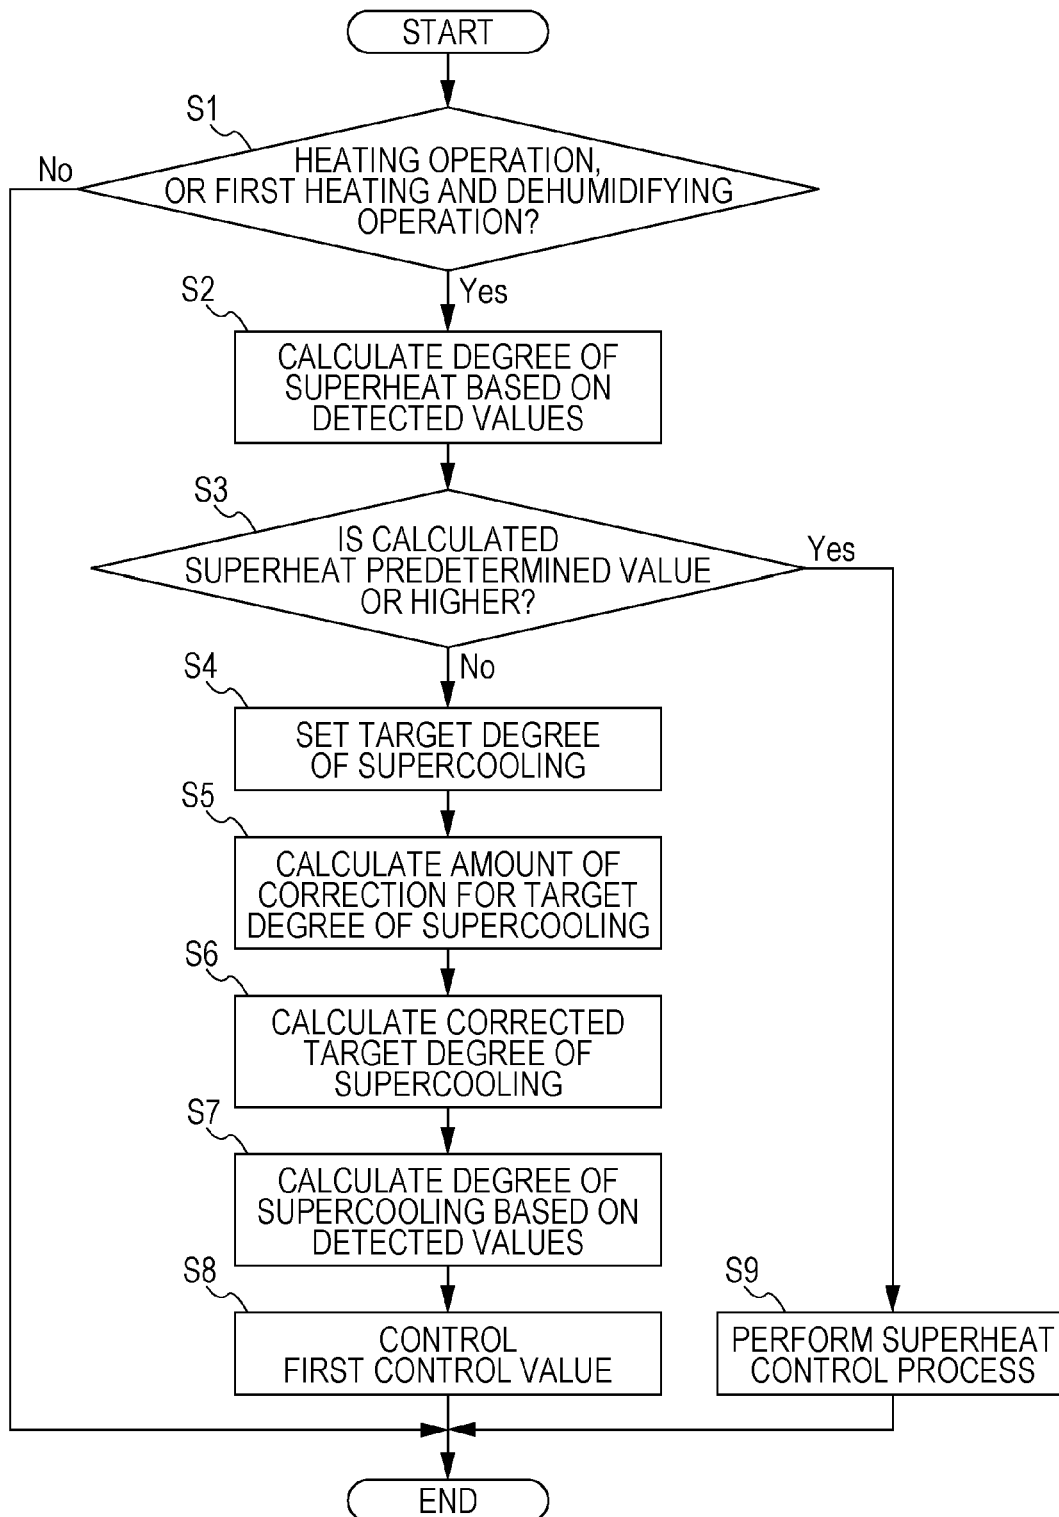 START
S1
HEATING OPERATION,
OR FIRST HEATING AND DEHUMIDIFYING
OPERATION?
No
Yes
S2
CALCULATE DEGREE OF
SUPERHEAT BASED ON
DETECTED VALUES
S3
IS CALCULATED
SUPERHEAT PREDETERMINED VALUE
OR HIGHER?
Yes
No
S4
SET TARGET DEGREE
OF SUPERCOOLING
S5
CALCULATE AMOUNT OF
CORRECTION FOR TARGET
DEGREE OF SUPERCOOLING
S6
CALCULATE CORRECTED
TARGET DEGREE OF
SUPERCOOLING
S7
CALCULATE DEGREE OF
SUPERCOOLING BASED ON
DETECTED VALUES
S8
CONTROL
FIRST CONTROL VALUE
S9
PERFORM SUPERHEAT
CONTROL PROCESS
END